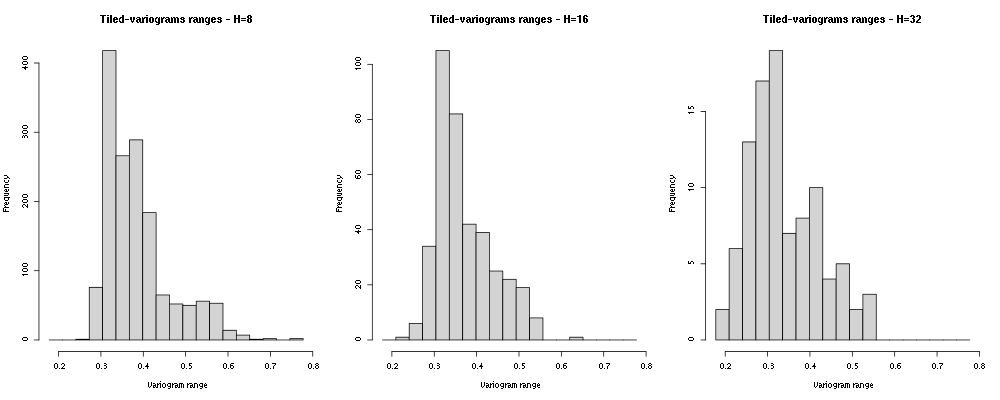 Tiled-variograms ranges - H=8
Frequency
400
300
200
100
0
0.2 0.3 0.4 0.5 0.6 0.7 0.8
Variogram range
Tiled-variograms ranges - H=16
Frequency
100
80
60
40
20
0
0.2 0.3 0.4 0.5 0.6 0.7 0.8
Variogram range
Tiled-variograms ranges - H=32
Frequency
15
10
5
0
0.2 0.3 0.4 0.5 0.6 0.7 0.8
Variogram range